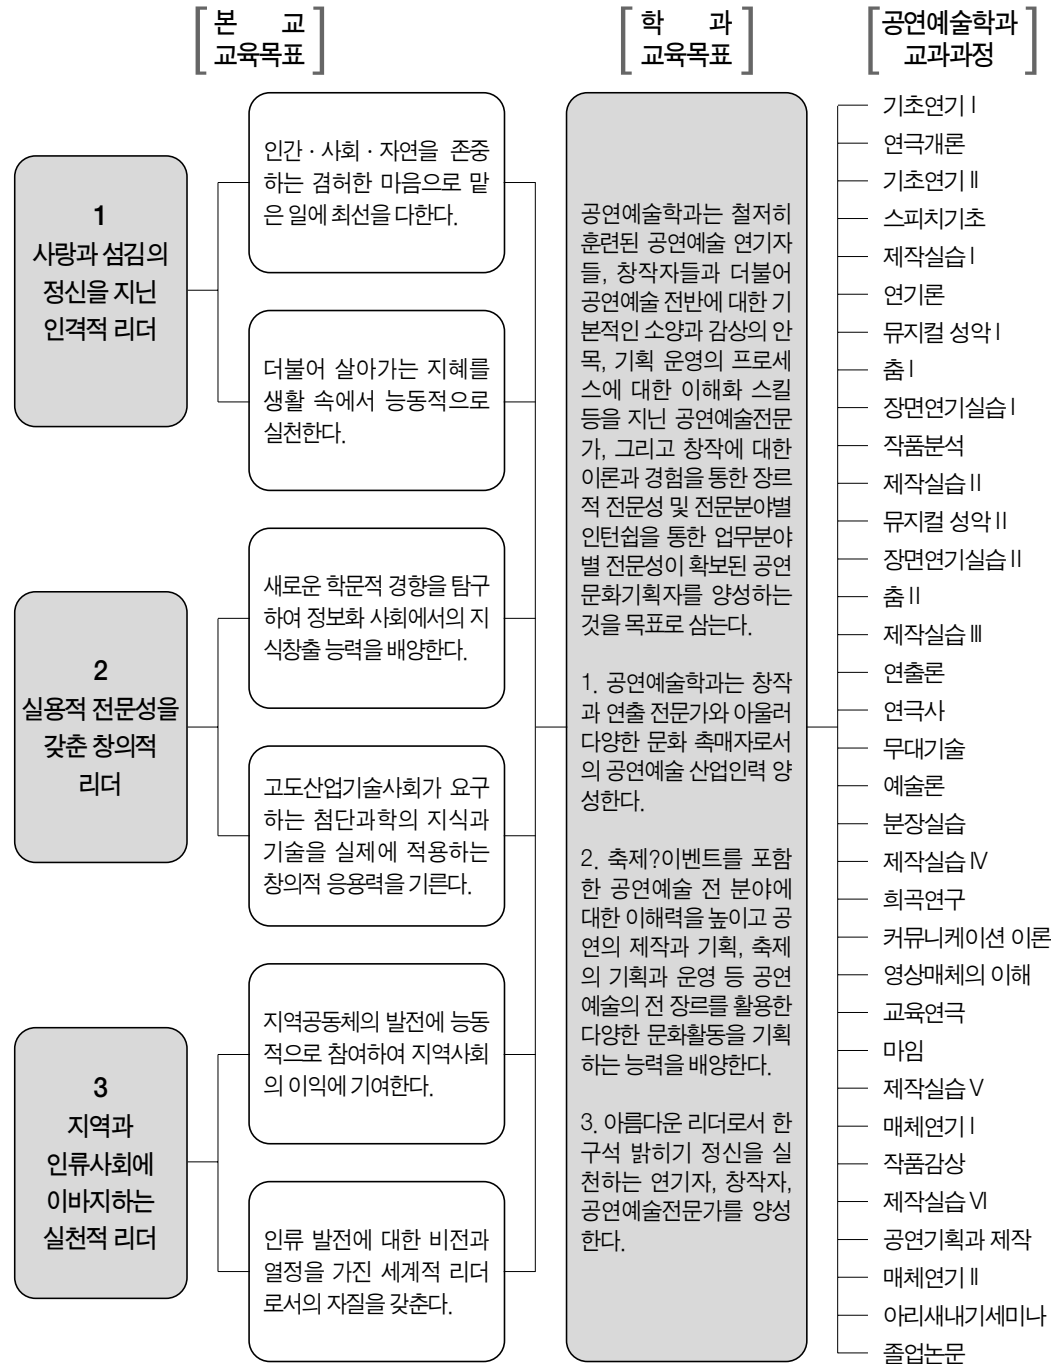 본 교
교육목표
학 과
교육목표
공연예술학과
교과과정
1
사랑과 섬김의
정신을 지닌
인격적 리더
인간 · 사회 · 자연을 존중
하는 겸허한 마음으로 맡
은 일에 최선을 다한다.
더불어 살아가는 지혜를
생활 속에서 능동적으로
실천한다.
2
실용적 전문성을
갖춘 창의적
리더
새로운 학문적 경향을 탐구
하여 정보화 사회에서의 지
식창출 능력을 배양한다.
고도산업기술사회가 요구
하는 첨단과학의 지식과
기술을 실제에 적용하는
창의적 응용력을 기른다.
3
지역과
인류사회에
이바지하는
실천적 리더
지역공동체의 발전에 능동
적으로 참여하여 지역사회
의 이익에 기여한다.
인류 발전에 대한 비전과
열정을 가진 세계적 리더
로서의 자질을 갖춘다.
공연예술학과는 철저히
훈련된 공연예술 연기자
들, 창작자들과 더불어
공연예술 전반에 대한 기
본적인 소양과 감상의 안
목, 기획 운영의 프로세
스에 대한 이해화 스킬
등을 지닌 공연예술전문
가, 그리고 창작에 대한
이론과 경험을 통한 장르
적 전문성 및 전문분야별
인턴쉽을 통한 업무분야
별 전문성이 확보된 공연
문화기획자를 양성하는
것을 목표로 삼는다.
1. 공연예술학과는 창작
과 연출 전문가와 아울러
다양한 문화 촉매자로서
의 공연예술 산업인력 양
성한다.
2. 축제?이벤트를 포함
한 공연예술 전 분야에
대한 이해력을 높이고 공
연의 제작과 기획, 축제
의 기획과 운영 등 공연
예술의 전 장르를 활용한
다양한 문화활동을 기획
하는 능력을 배양한다.
3. 아름다운 리더로서 한
구석 밝히기 정신을 실
천하는 연기자, 창작자,
공연예술전문가를 양성
한다.
기초연기Ⅰ
연극개론
기초연기Ⅱ
스피치기초
제작실습Ⅰ
연기론
뮤지컬 성악Ⅰ
춤Ⅰ
장면연기실습Ⅰ
작품분석
제작실습Ⅱ
뮤지컬 성악Ⅱ
장면연기실습Ⅱ
춤Ⅱ
제작실습Ⅲ
연출론
연극사
무대기술
예술론
분장실습
제작실습Ⅳ
희곡연구
커뮤니케이션 이론
영상매체의 이해
교육연극
마임
제작실습Ⅴ
매체연기Ⅰ
작품감상
제작실습Ⅵ
공연기획과 제작
매체연기Ⅱ
아리새내기세미나
졸업논문